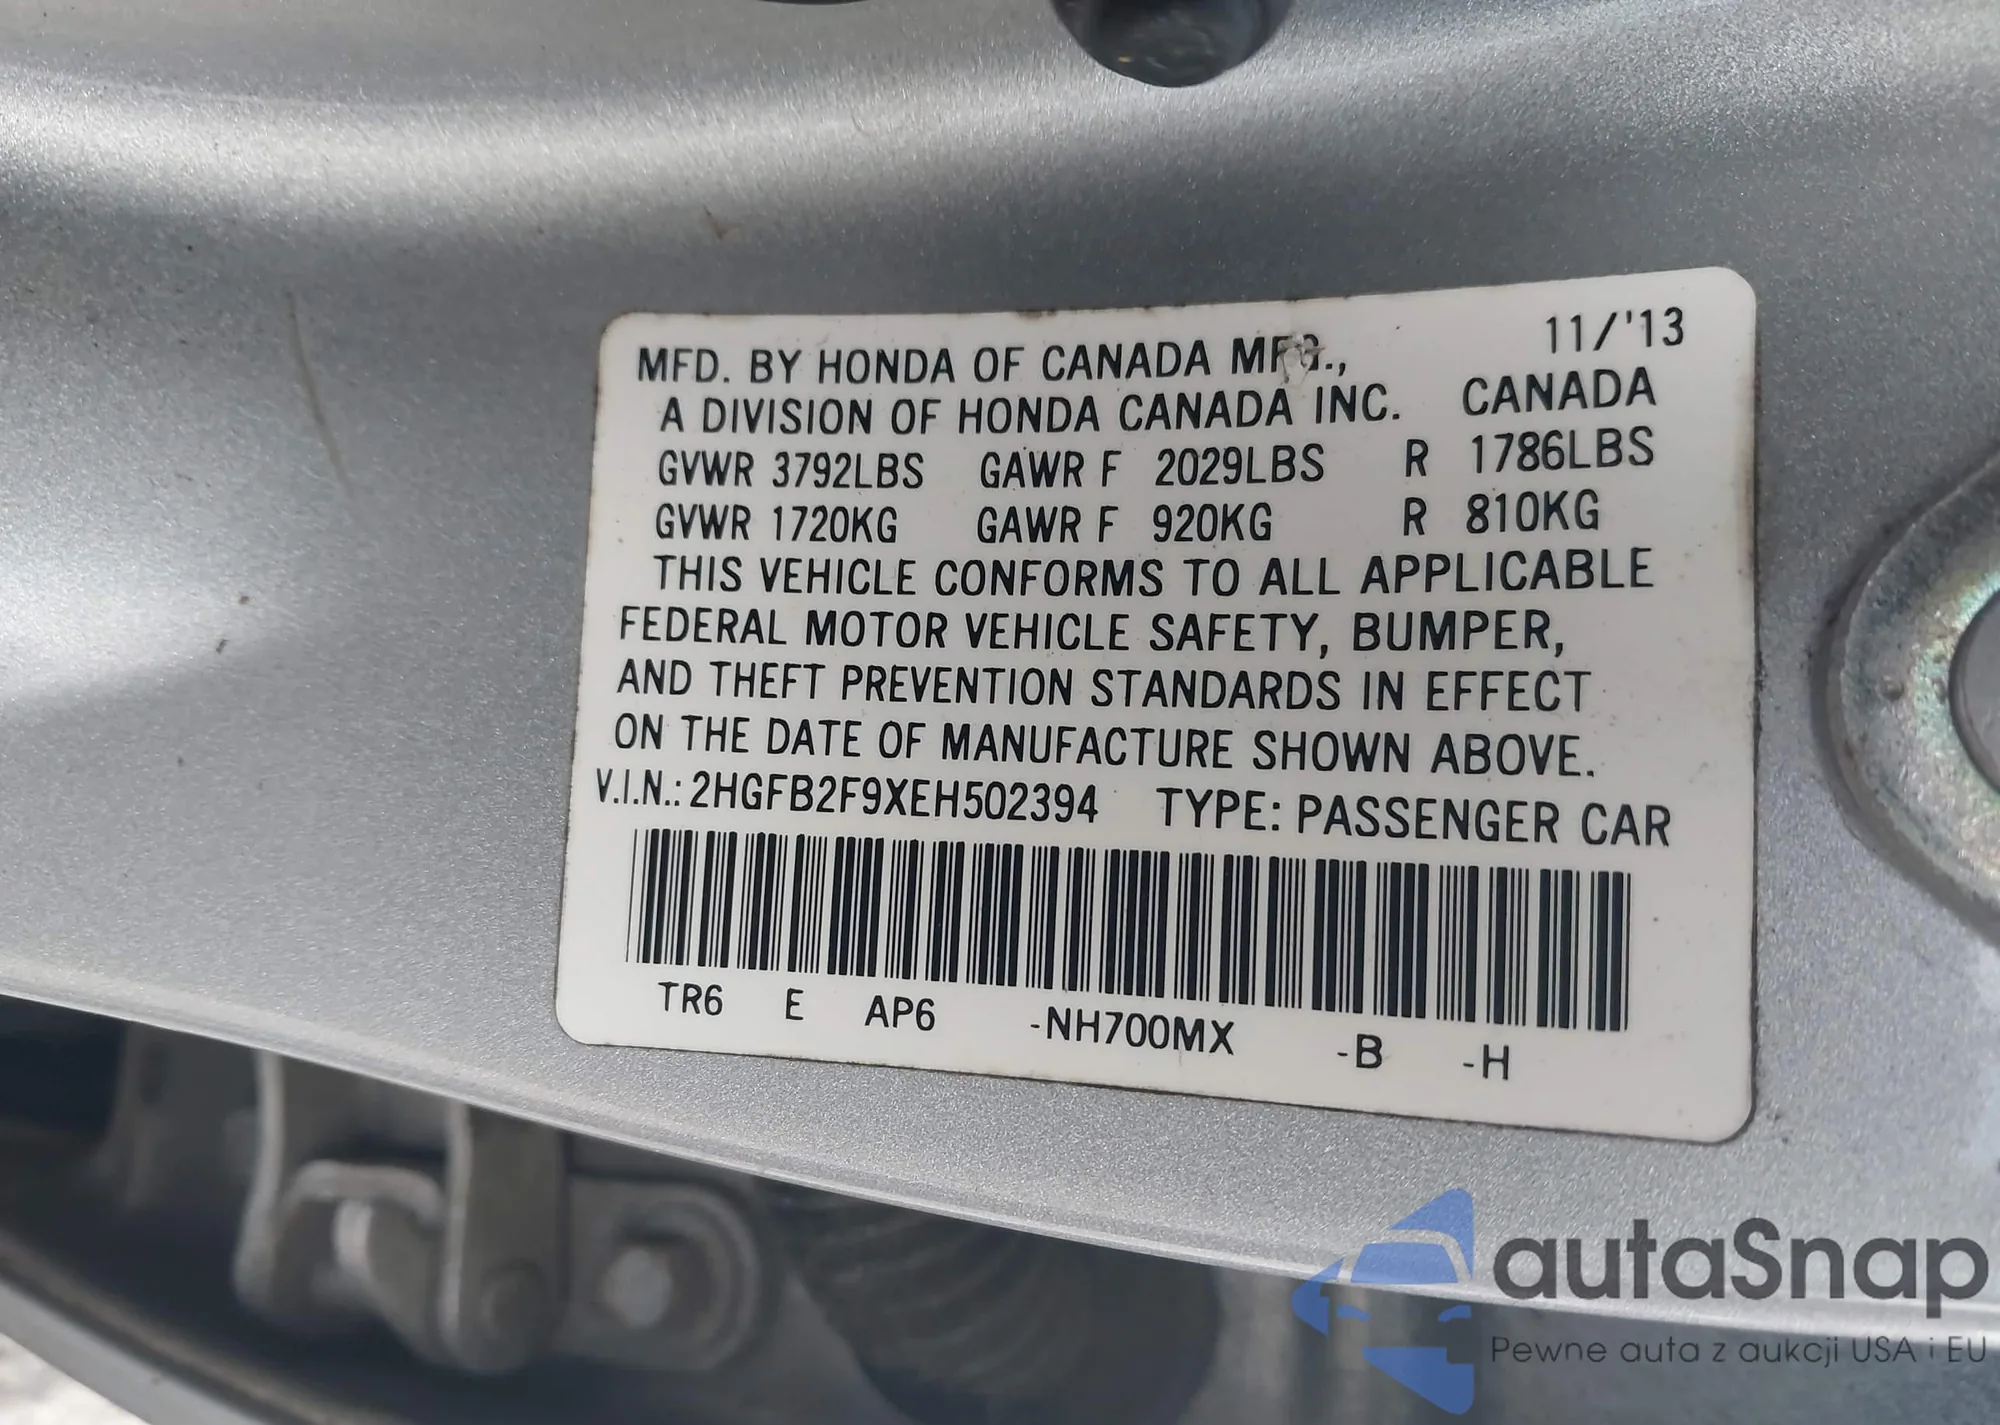 MFD. BY HONDA OF CANADA MFG., 11/'13
A DIVISION OF HONDA CANADA INC. CANADA
GVWR 3792LBS GAWR F 2029LBS R 1786LBS
GVWR 1720KG GAWR F 920KG R 810KG
THIS VEHICLE CONFORMS TO ALL APPLICABLE
FEDERAL MOTOR VEHICLE SAFETY, BUMPER,
AND THEFT PREVENTION STANDARDS IN EFFECT
ON THE DATE OF MANUFACTURE SHOWN ABOVE.
V.I.N.: 2HGFB2F9XEH502394 TYPE: PASSENGER CAR
TR6 E AP6 -NH700MX -B -H
autaSnap
Pewne auta z aukcji USA i EU